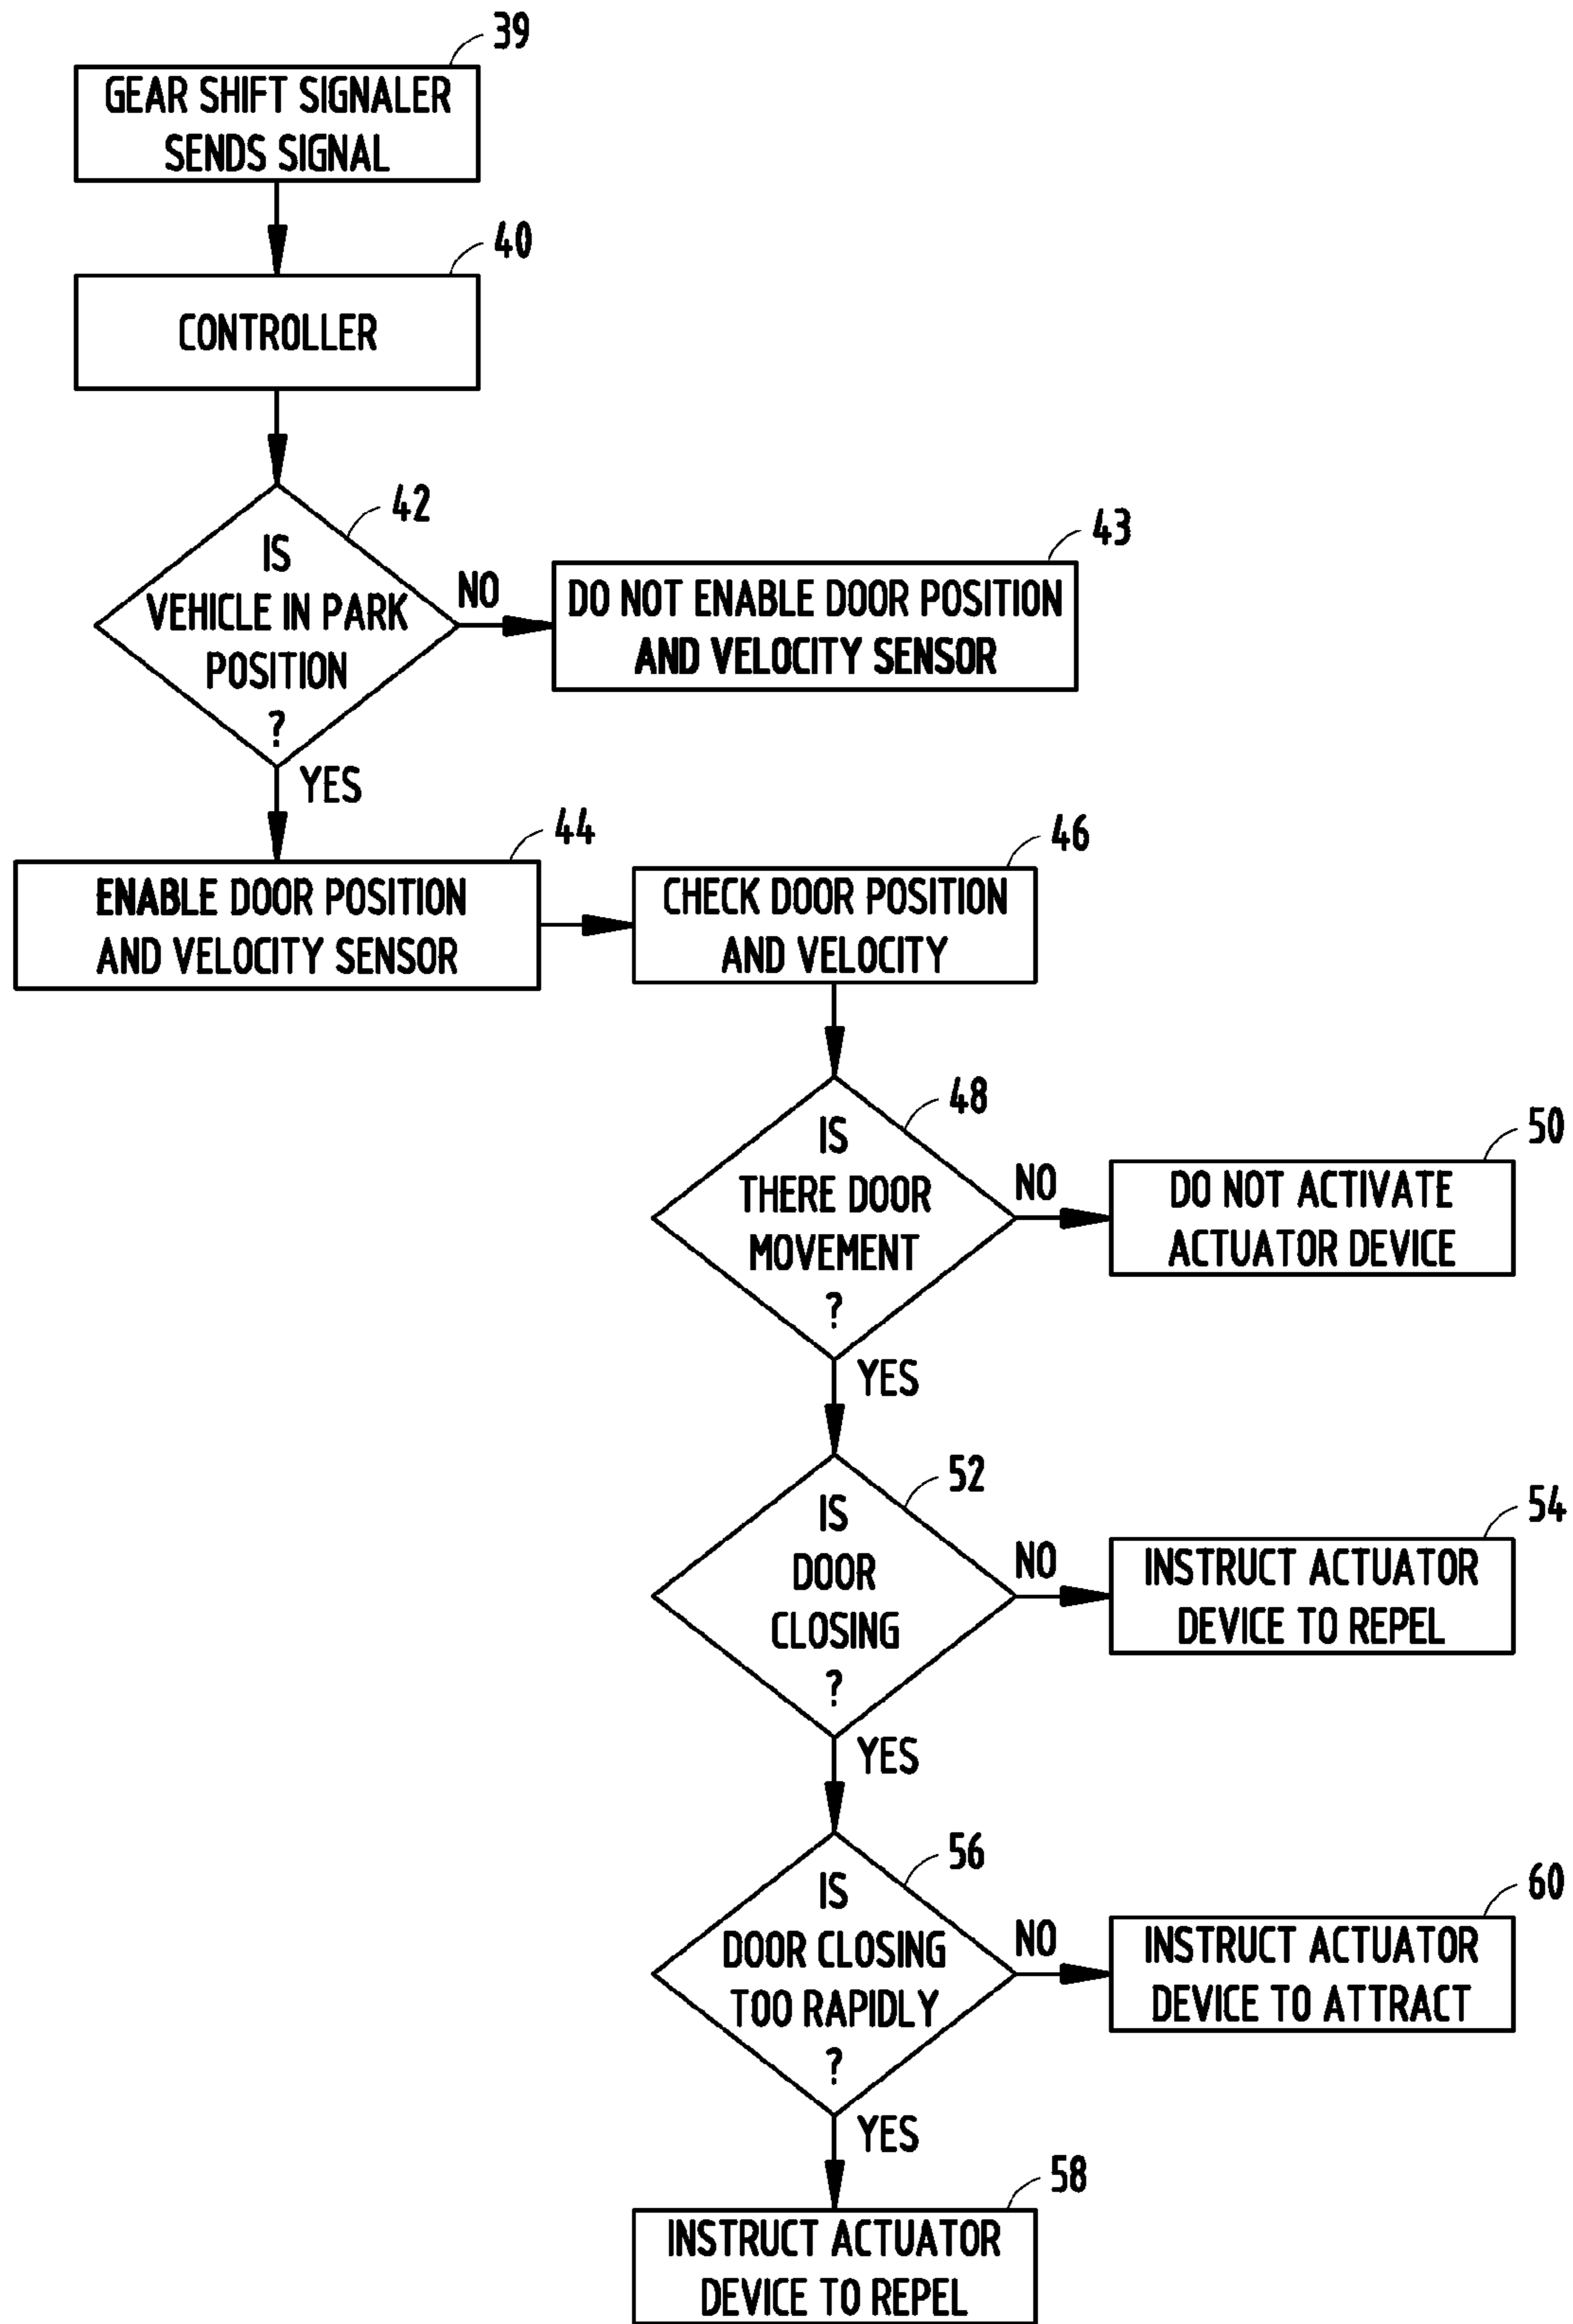 39
GEAR SHIFT SIGNALER
SENDS SIGNAL
40
CONTROLLER
42
IS
VEHICLE IN PARK
POSITION
?
NO
43
DO NOT ENABLE DOOR POSITION
AND VELOCITY SENSOR
YES
44
ENABLE DOOR POSITION
AND VELOCITY SENSOR
46
CHECK DOOR POSITION
AND VELOCITY
48
IS
THERE DOOR
MOVEMENT
?
NO
50
DO NOT ACTIVATE
ACTUATOR DEVICE
YES
52
IS
DOOR
CLOSING
?
NO
54
INSTRUCT ACTUATOR
DEVICE TO REPEL
YES
56
IS
DOOR CLOSING
TOO RAPIDLY
?
NO
60
INSTRUCT ACTUATOR
DEVICE TO ATTRACT
YES
58
INSTRUCT ACTUATOR
DEVICE TO REPEL